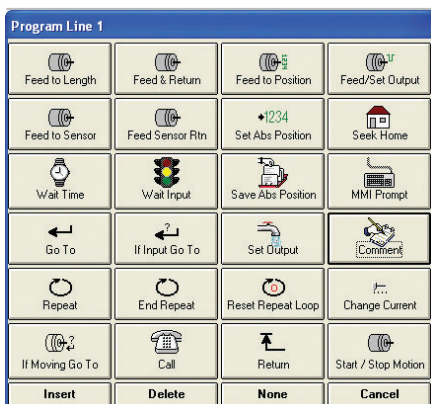 Program Line 1
Feed to Length Feed & Return Feed to Position Feed/Set Output
1234
Feed to Sensor Feed Sensor Rtn Set Abs Position Seek Home
Wait Time Wait Input Save Abs Position MMI Prompt
?
Go To If Input Go To Set Output Comment
Repeat End Repeat Reset Repeat Loop Change Current
?
If Moving Go To Call Return Start / Stop Motion
Insert Delete None Cancel